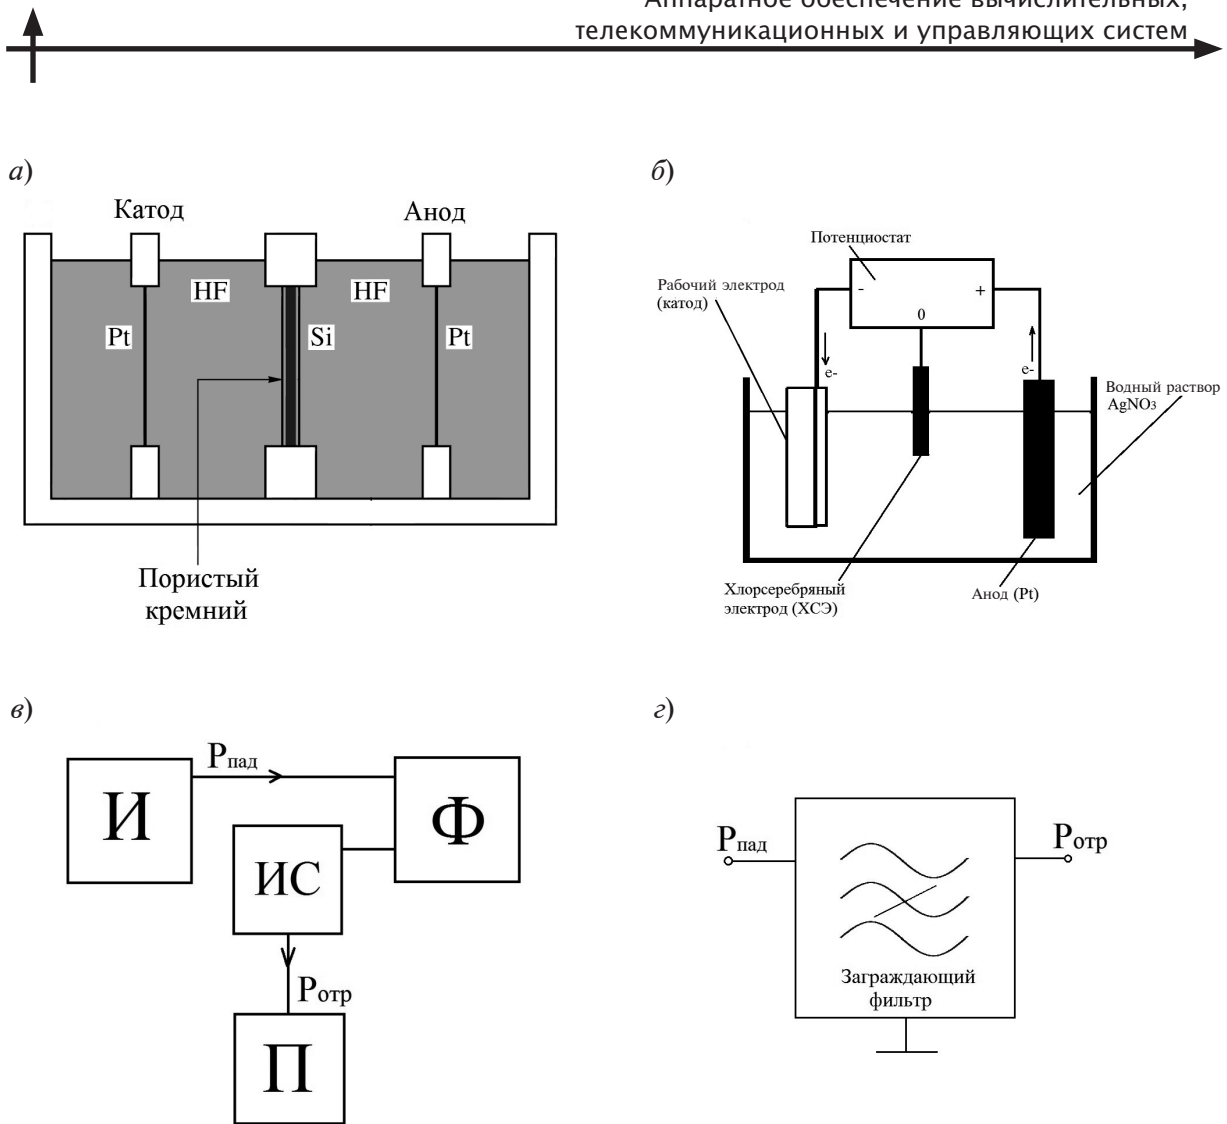 Аппаратное обеспечение вычислительных,
телекоммуникационных и управляющих систем
а)
Катод
Анод
HF
HF
Pt
Si
Pt
Пористый
кремний
б)
Потенциостат
Рабочий электрод
(катод)
-
+
0
e-
e-
Водный раствор
AgNO3
Хлорсеребряный
электрод (ХСЭ)
Анод (Pt)
в)
Рпад
И
Ф
ИС
Ротр
П
г)
Рпад
Ротр
Заграждающий
фильтр